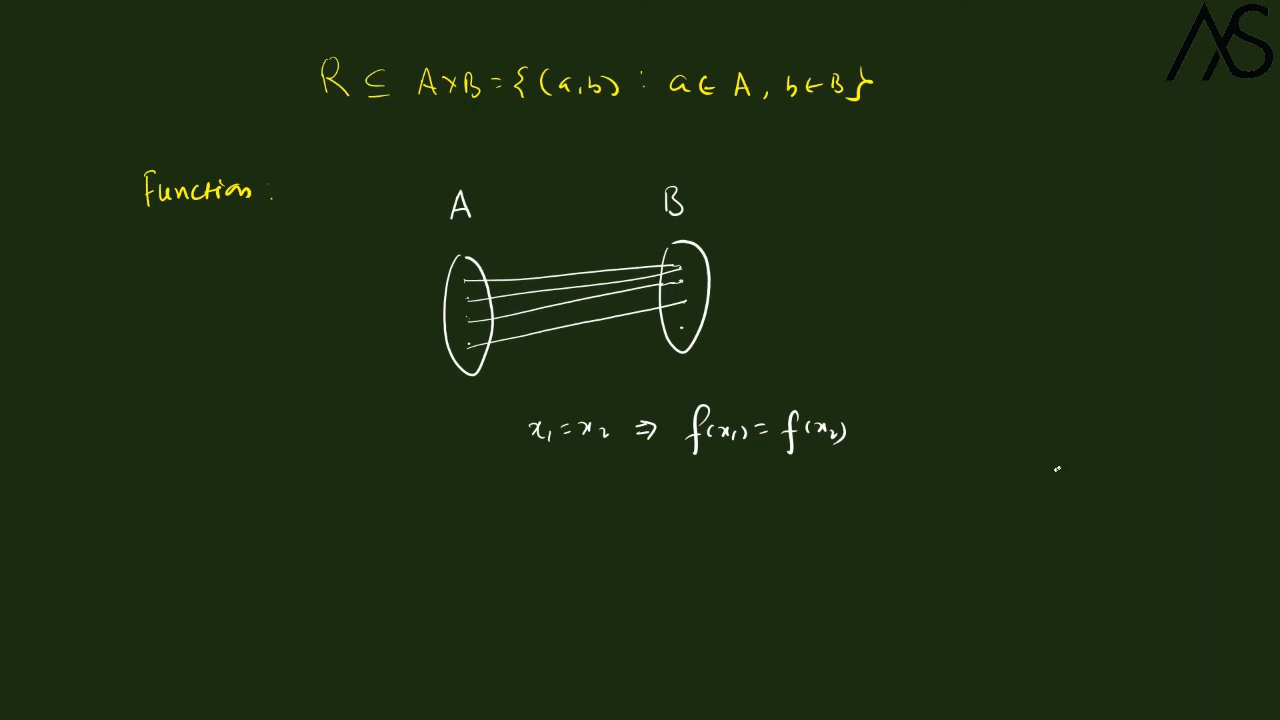 R ⊆ A×B = {(a,b) : a ∈ A, b ∈ B}
Function :
A B
x₁ = x₂ ⇒ f(x₁) = f(x₂)